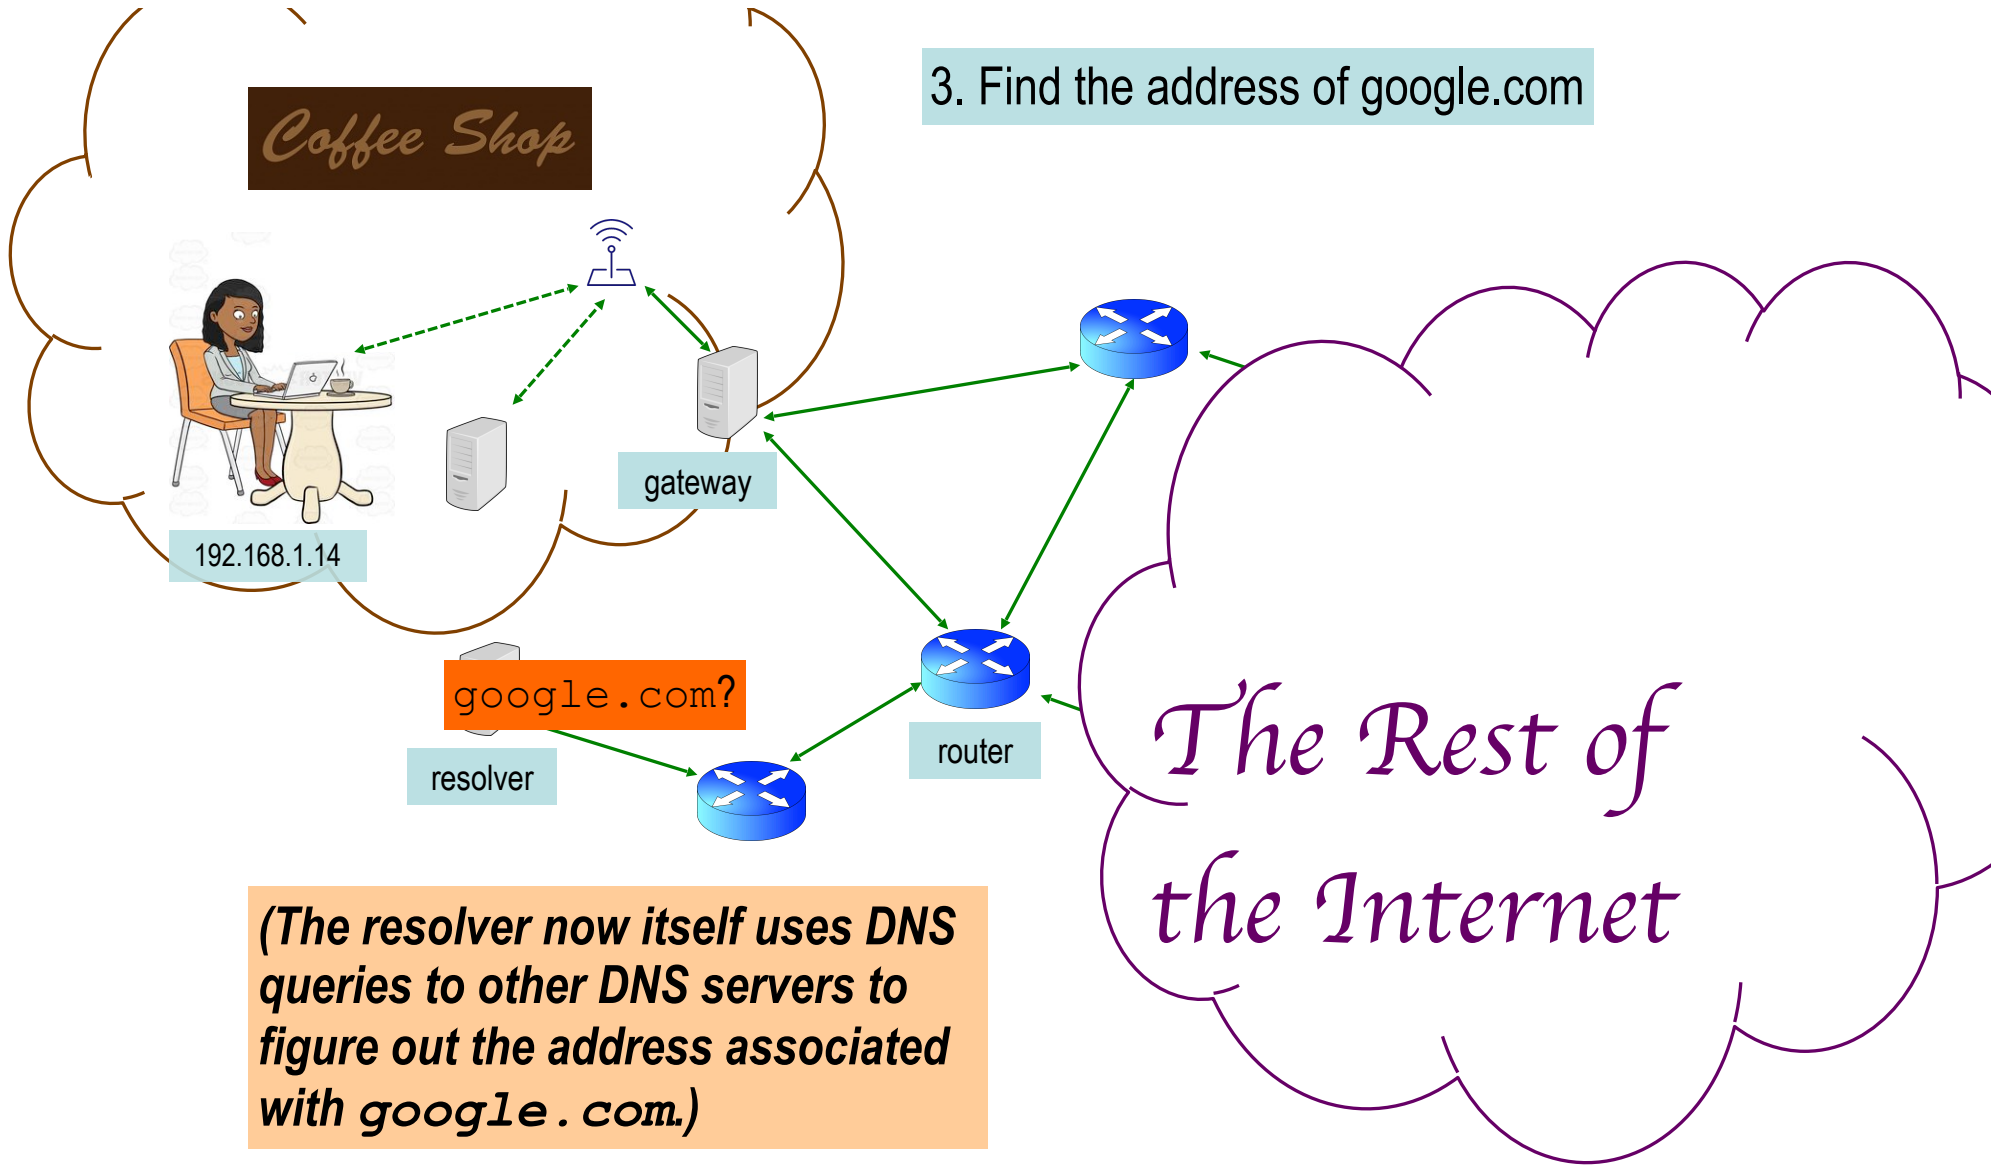 3. Find the address of google.com
Coffee Shop
gateway
192.168.1.14
google.com?
resolver
router
The Rest of
the Internet
(The resolver now itself uses DNS
queries to other DNS servers to
figure out the address associated
with google.com.)